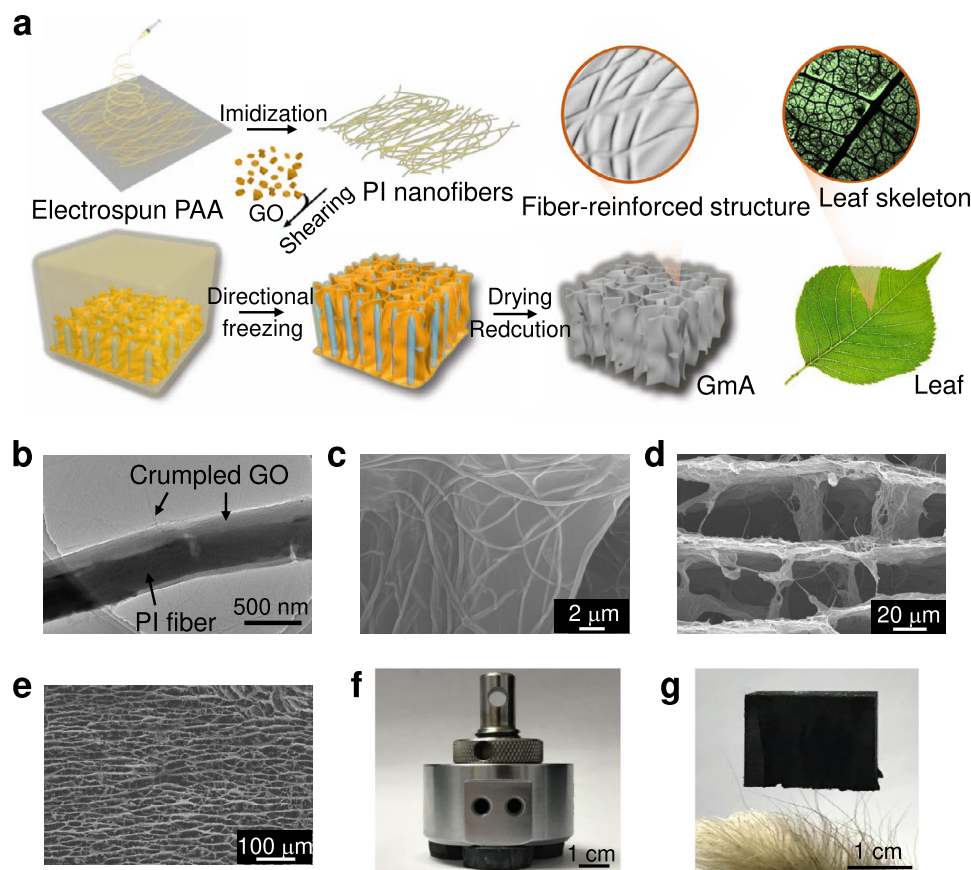 a
Imidization
GO
Shearing
Electrospun PAA
PI nanofibers
Fiber-reinforced structure
Leaf skeleton
Directional
freezing
Drying
Redcution
GmA
Leaf
b
Crumpled GO
PI fiber
500 nm
c
2 μm
d
20 μm
e
100 μm
f
1 cm
g
1 cm